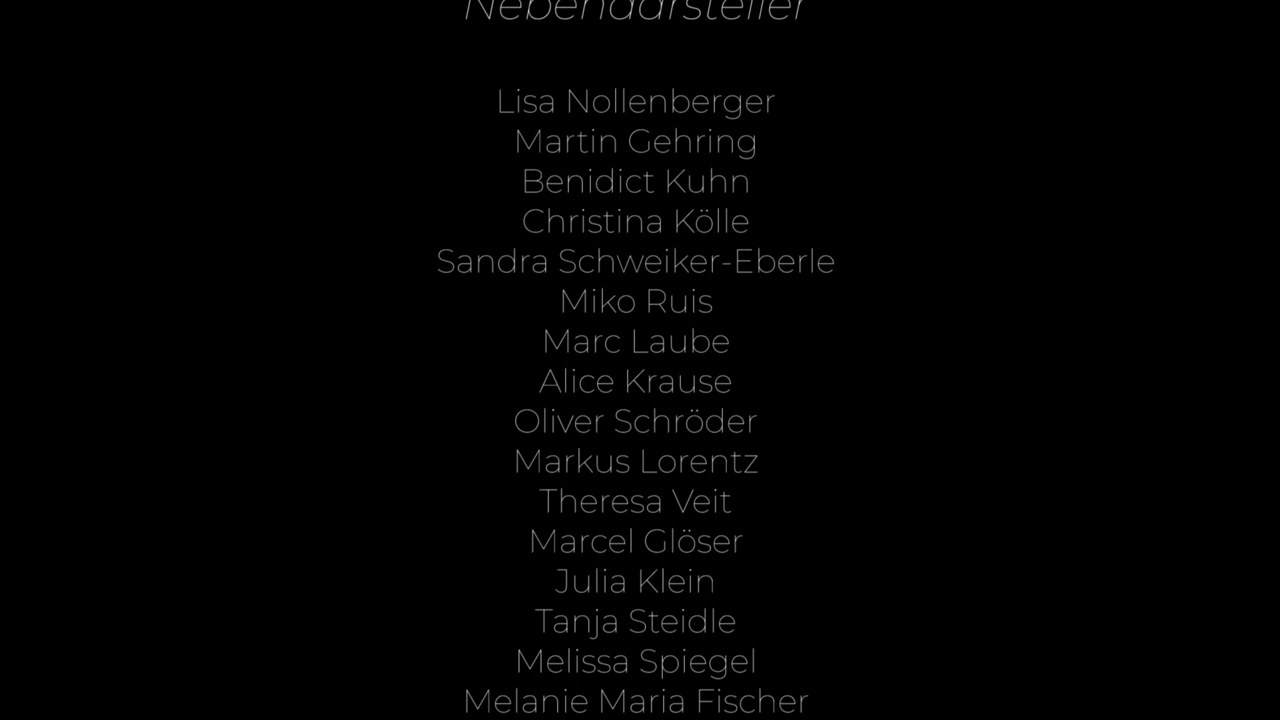 Nebendarsteller
Lisa Nollenberger
Martin Gehring
Benidict Kuhn
Christina Kölle
Sandra Schweiker-Eberle
Miko Ruis
Marc Laube
Alice Krause
Oliver Schröder
Markus Lorentz
Theresa Veit
Marcel Glöser
Julia Klein
Tanja Steidle
Melissa Spiegel
Melanie Maria Fischer